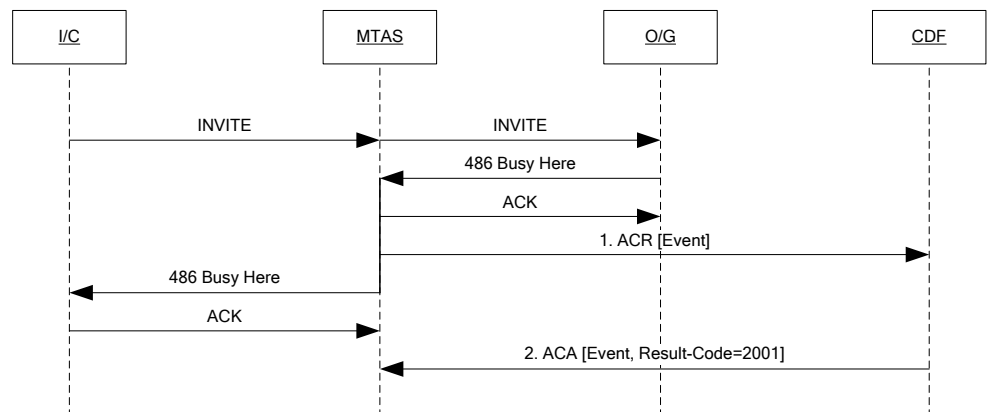 I/C
MTAS
O/G
CDF
INVITE
INVITE
486 Busy Here
ACK
1. ACR [Event]
486 Busy Here
ACK
2. ACA [Event, Result-Code=2001]